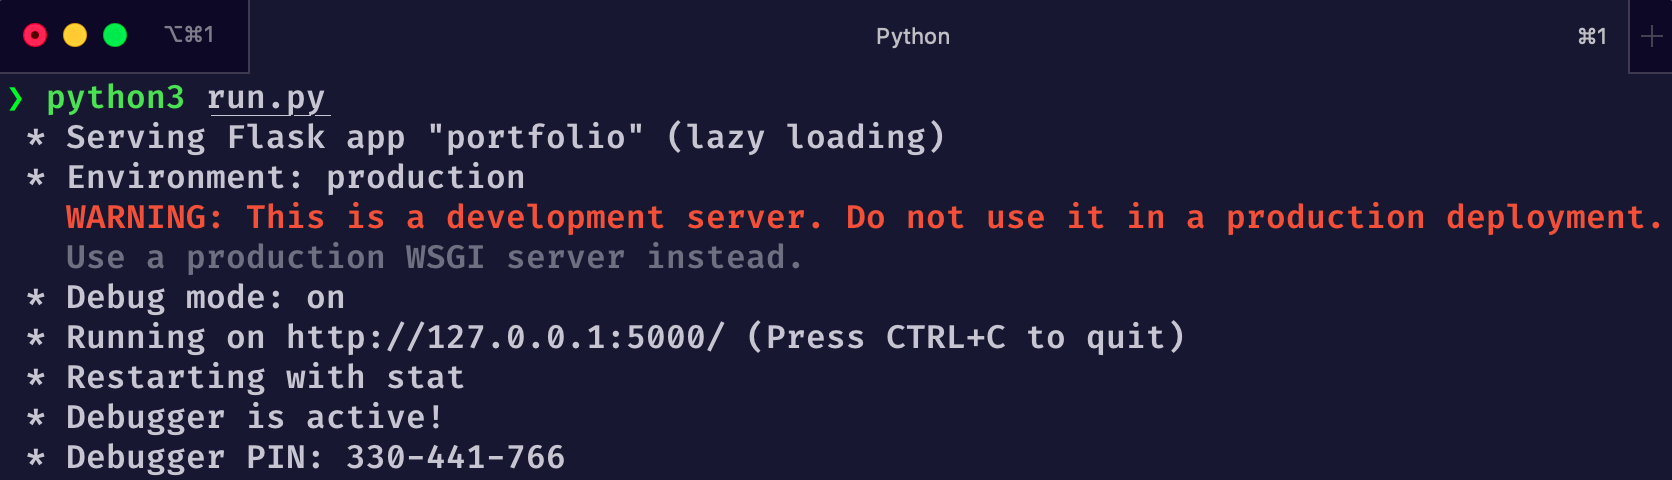 ⌥⌘1 Python ⌘1 +
❯ python3 run.py
* Serving Flask app "portfolio" (lazy loading)
* Environment: production
WARNING: This is a development server. Do not use it in a production deployment.
Use a production WSGI server instead.
* Debug mode: on
* Running on http://127.0.0.1:5000/ (Press CTRL+C to quit)
* Restarting with stat
* Debugger is active!
* Debugger PIN: 330-441-766